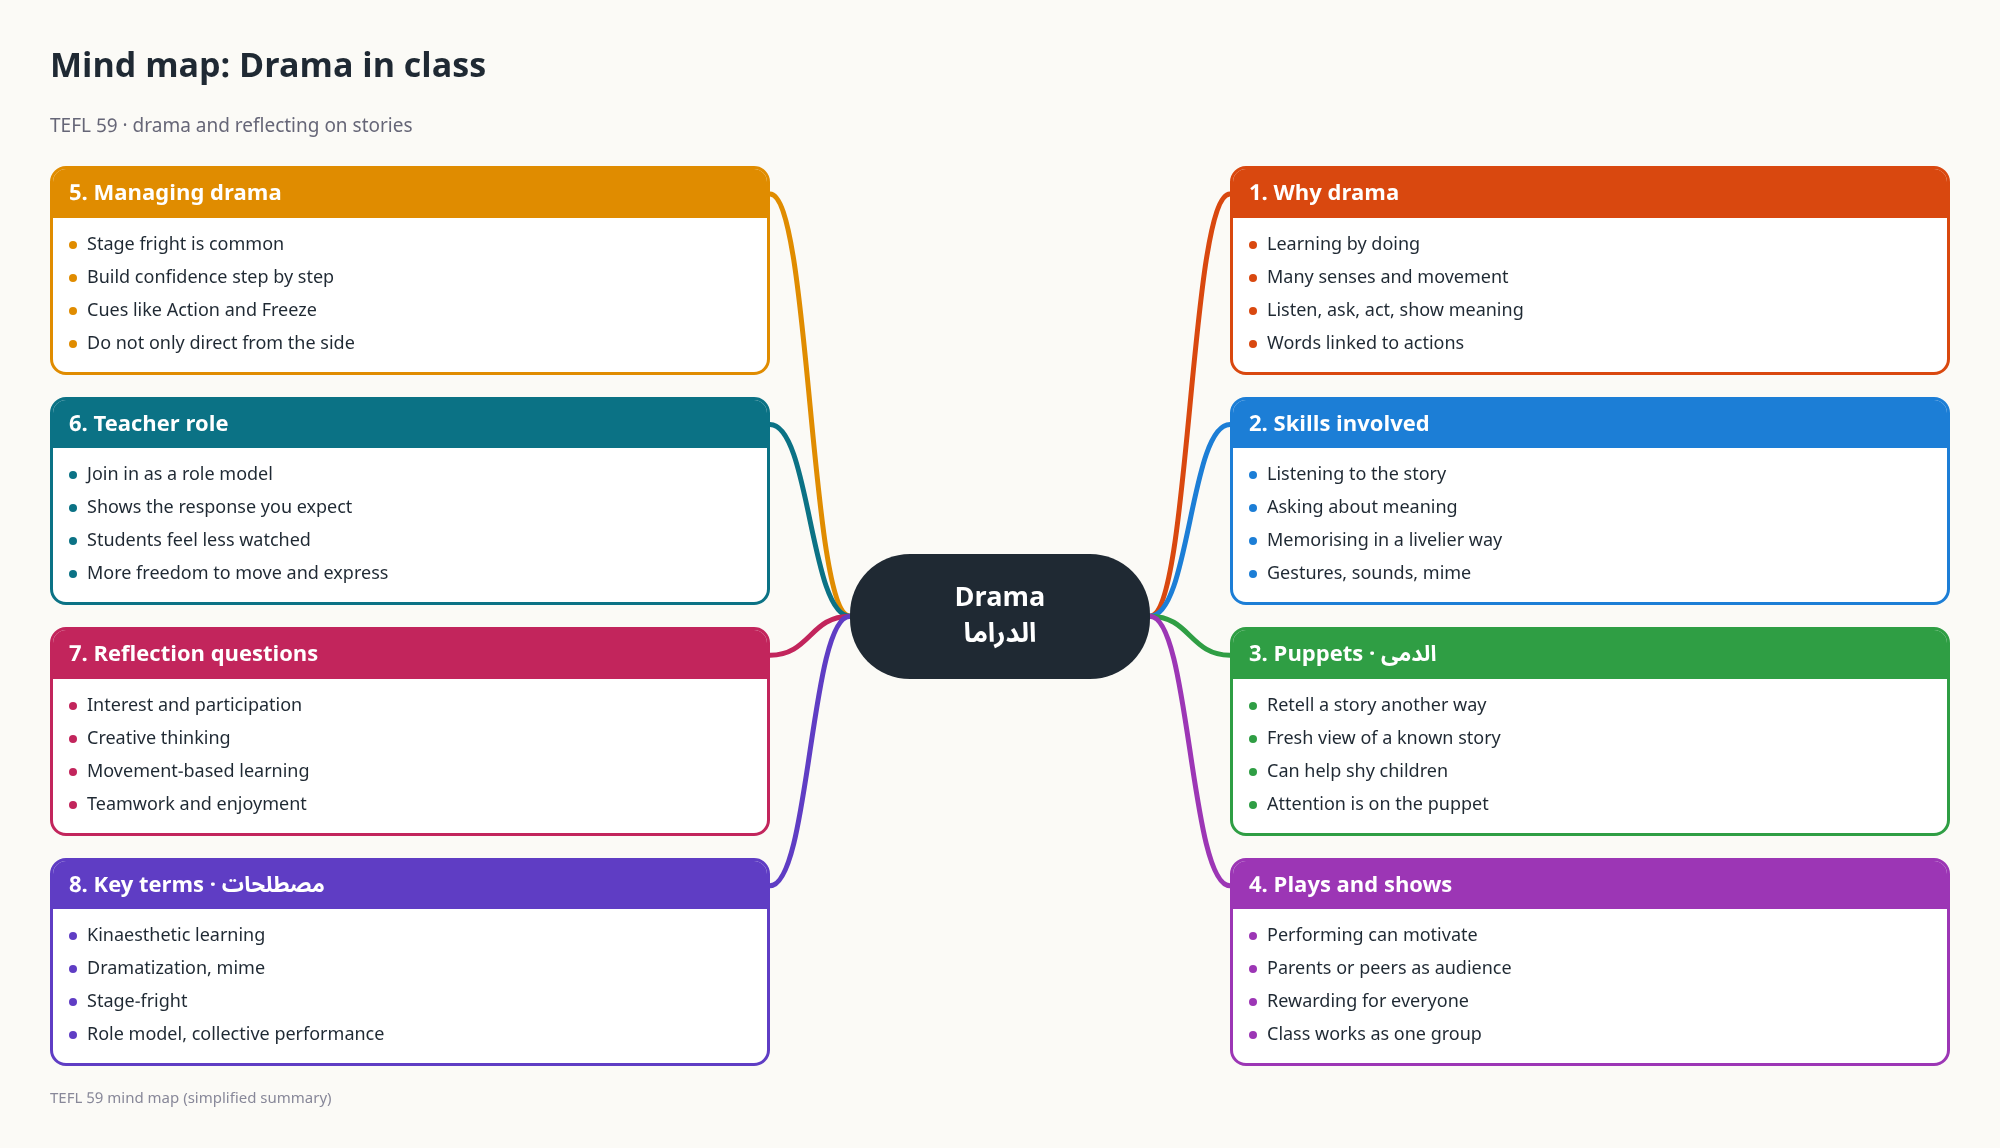 Mind map: Drama in class
TEFL 59 · drama and reflecting on stories
Drama
الدراما
1. Why drama
Learning by doing
Many senses and movement
Listen, ask, act, show meaning
Words linked to actions
2. Skills involved
Listening to the story
Asking about meaning
Memorising in a livelier way
Gestures, sounds, mime
3. Puppets · الدمى
Retell a story another way
Fresh view of a known story
Can help shy children
Attention is on the puppet
4. Plays and shows
Performing can motivate
Parents or peers as audience
Rewarding for everyone
Class works as one group
5. Managing drama
Stage fright is common
Build confidence step by step
Cues like Action and Freeze
Do not only direct from the side
6. Teacher role
Join in as a role model
Shows the response you expect
Students feel less watched
More freedom to move and express
7. Reflection questions
Interest and participation
Creative thinking
Movement-based learning
Teamwork and enjoyment
8. Key terms · مصطلحات
Kinaesthetic learning
Dramatization, mime
Stage-fright
Role model, collective performance
TEFL 59 mind map (simplified summary)